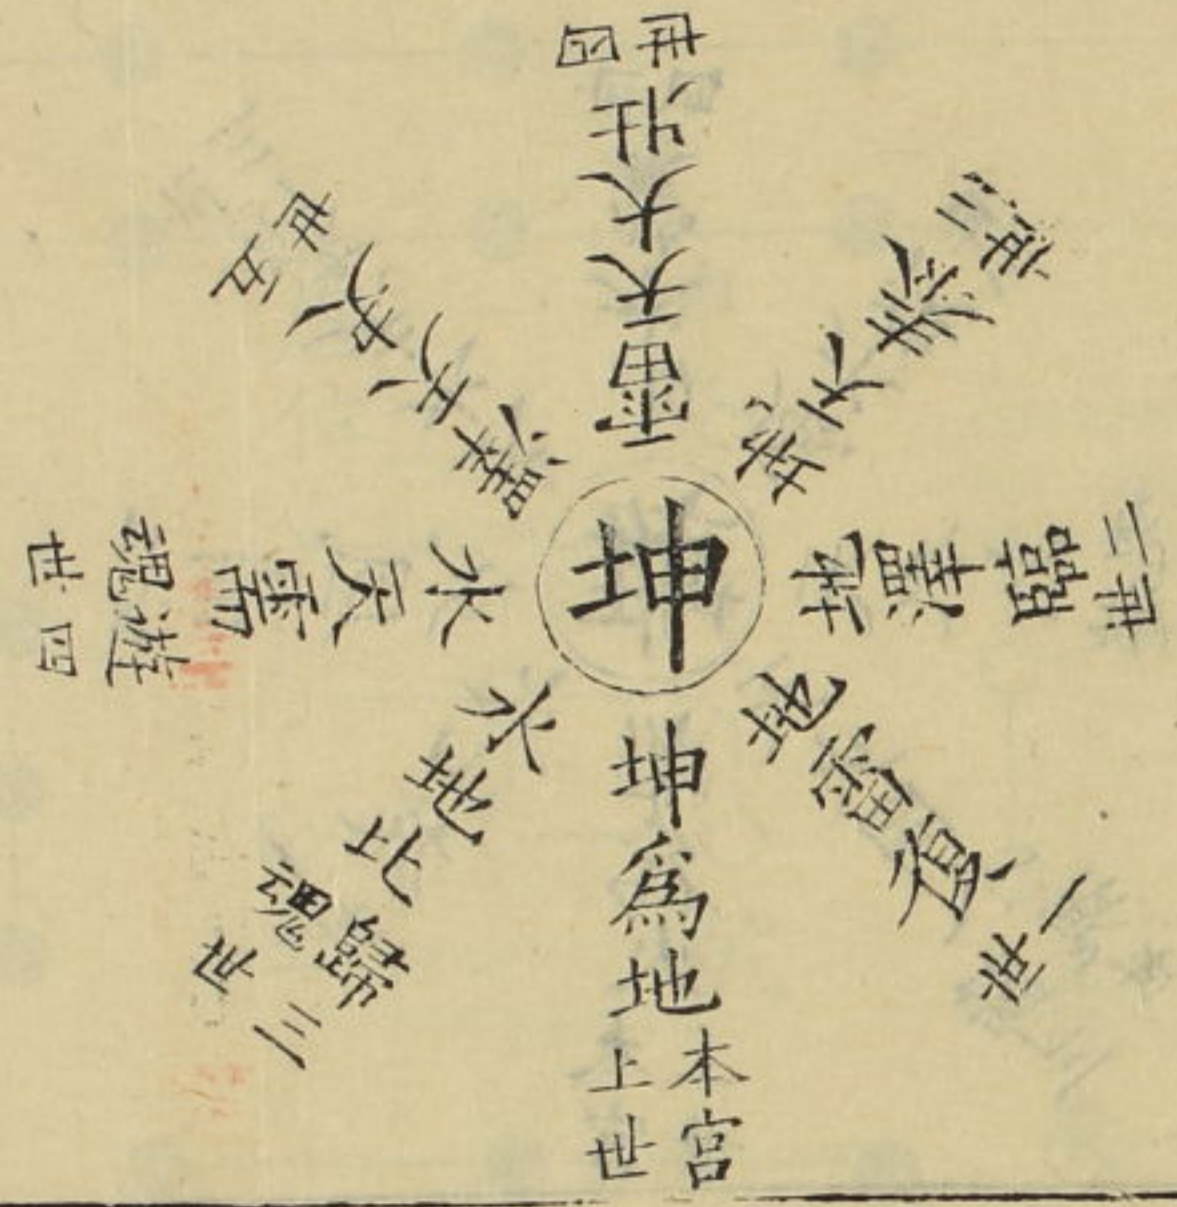 坤
坤爲地
本宮
上世
地雷復
一世
地澤臨
二世
地天泰
三世
雷天大壯
四世
澤天夬
五世
水天需
遊魂
四世
水地比
歸魂
三世